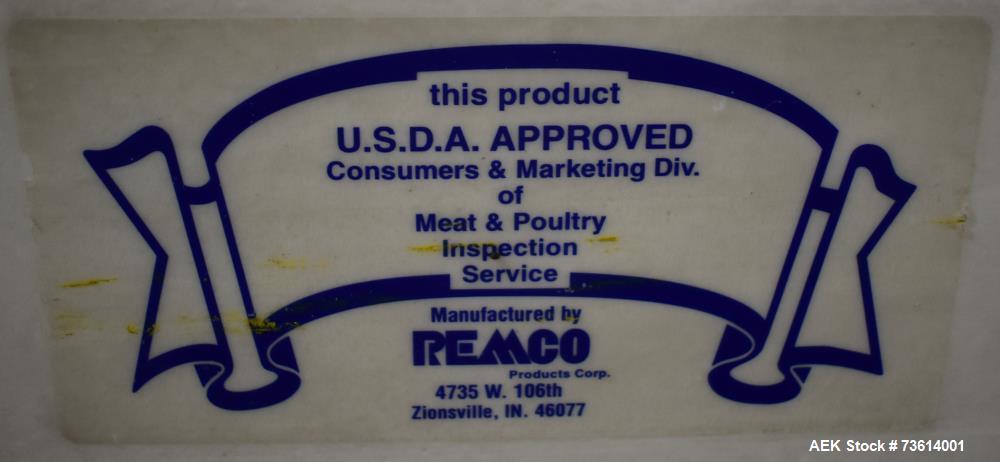 this product
U.S.D.A. APPROVED
Consumers & Marketing Div.
of
Meat & Poultry
Inspection
Service
Manufactured by
REMCO
Products Corp.
4735 W. 106th
Zionsville, IN. 46077
AEK Stock # 73614001